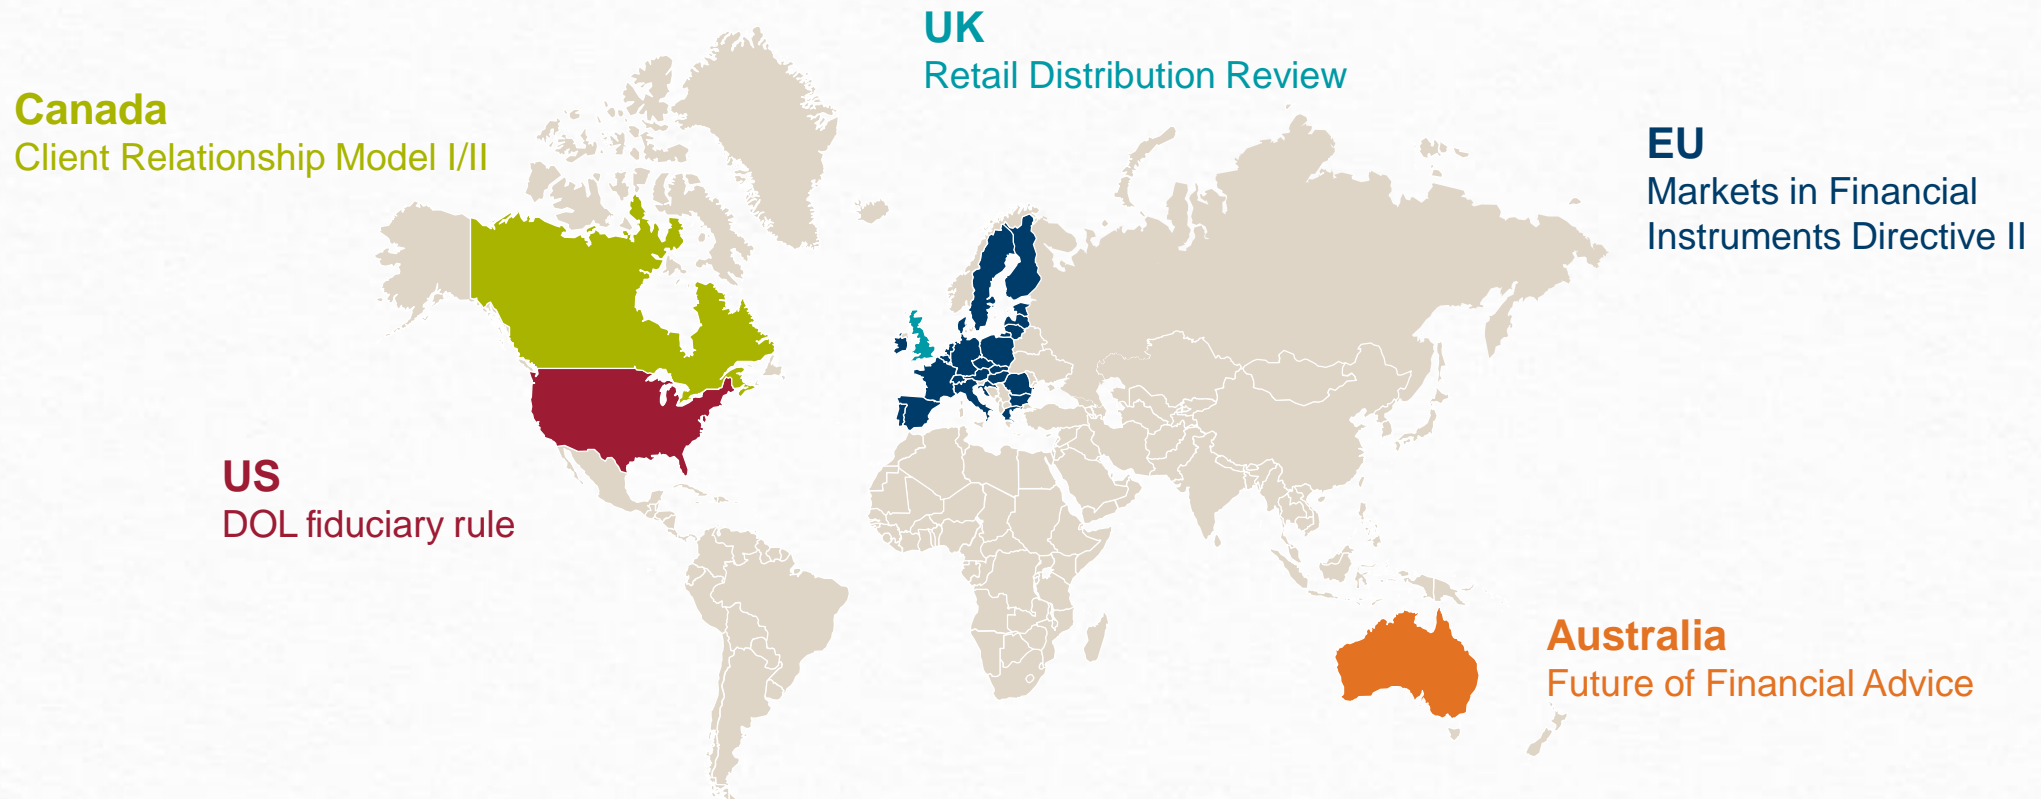 UK
Retail Distribution Review
Canada
Client Relationship Model I/II
EU
Markets in Financial
Instruments Directive II
US
DOL fiduciary rule
Australia
Future of Financial Advice